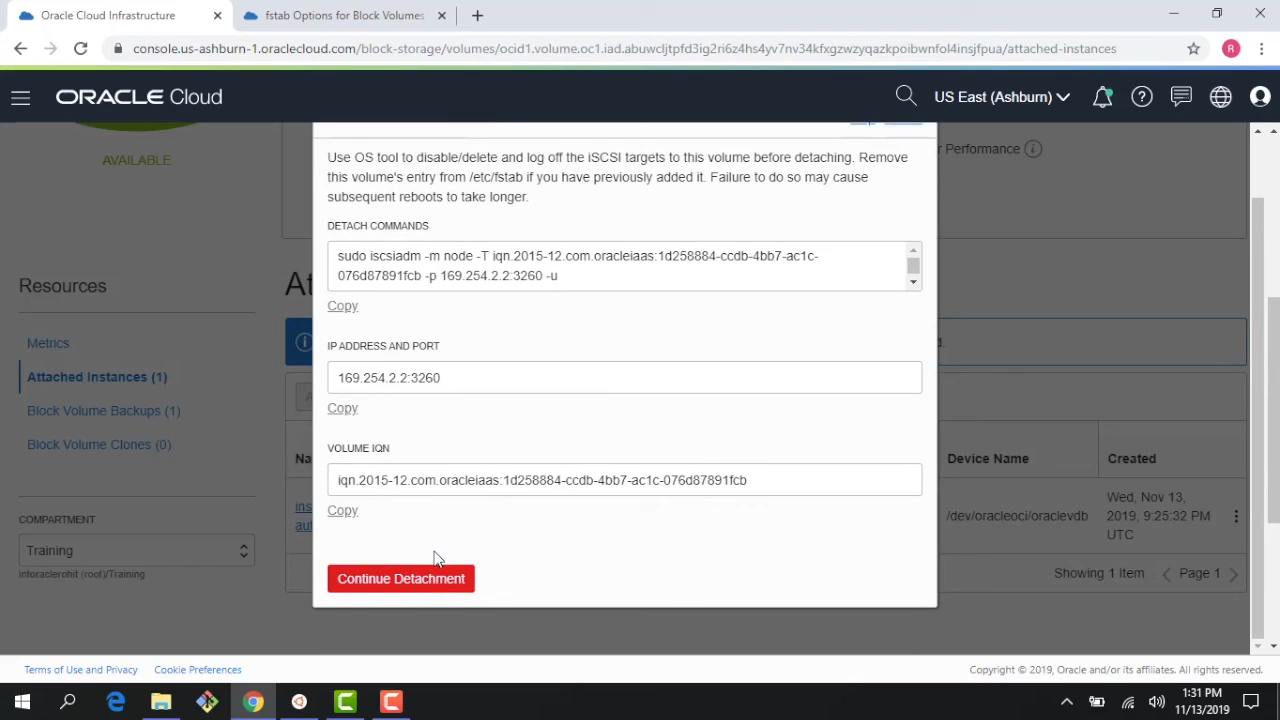 Oracle Cloud Infrastructure
fstab Options for Block Volumes
console.us-ashburn-1.oraclecloud.com/block-storage/volumes/ocid1.volume.oc1.iad.abuwcljtpfd3ig2ri6z4hs4yv7nv34kfxgzwzyqazkpoibwnfol4insjfpua/attached-instances
R
ORACLE Cloud
US East (Ashburn)
AVAILABLE
r Performance
Use OS tool to disable/delete and log off the iSCSI targets to this volume before detaching. Remove
this volume's entry from /etc/fstab if you have previously added it. Failure to do so may cause
subsequent reboots to take longer.
DETACH COMMANDS
sudo iscsiadm -m node -T iqn.2015-12.com.oracleiaas:1d258884-ccdb-4bb7-ac1c-
076d87891fcb -p 169.254.2.2:3260 -u
Copy
IP ADDRESS AND PORT
169.254.2.2:3260
Copy
VOLUME IQN
iqn.2015-12.com.oracleiaas:1d258884-ccdb-4bb7-ac1c-076d87891fcb
Copy
Continue Detachment
Resources
Metrics
Attached Instances (1)
Block Volume Backups (1)
Block Volume Clones (0)
COMPARTMENT
Training
intoraclerohit (root)/Training
At
d.
A
Na
Device Name
Created
ins
aut
/dev/oracleoci/oraclevdb
Wed, Nov 13,
2019, 9:25:32 PM
UTC
Showing 1 Item
Page 1
Terms of Use and Privacy
Cookie Preferences
Copyright © 2019, Oracle and/or its affiliates. All rights reserved.
1:31 PM
11/13/2019